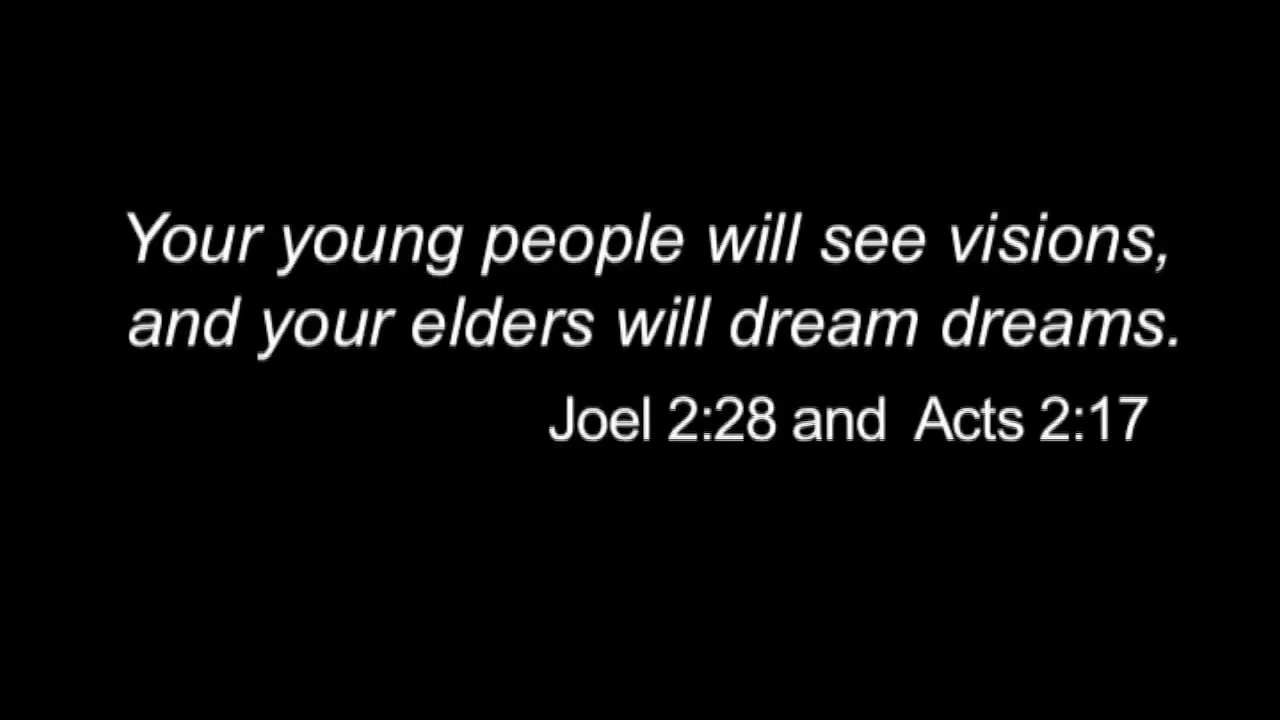 Your young people will see visions,
and your elders will dream dreams.
Joel 2:28 and Acts 2:17